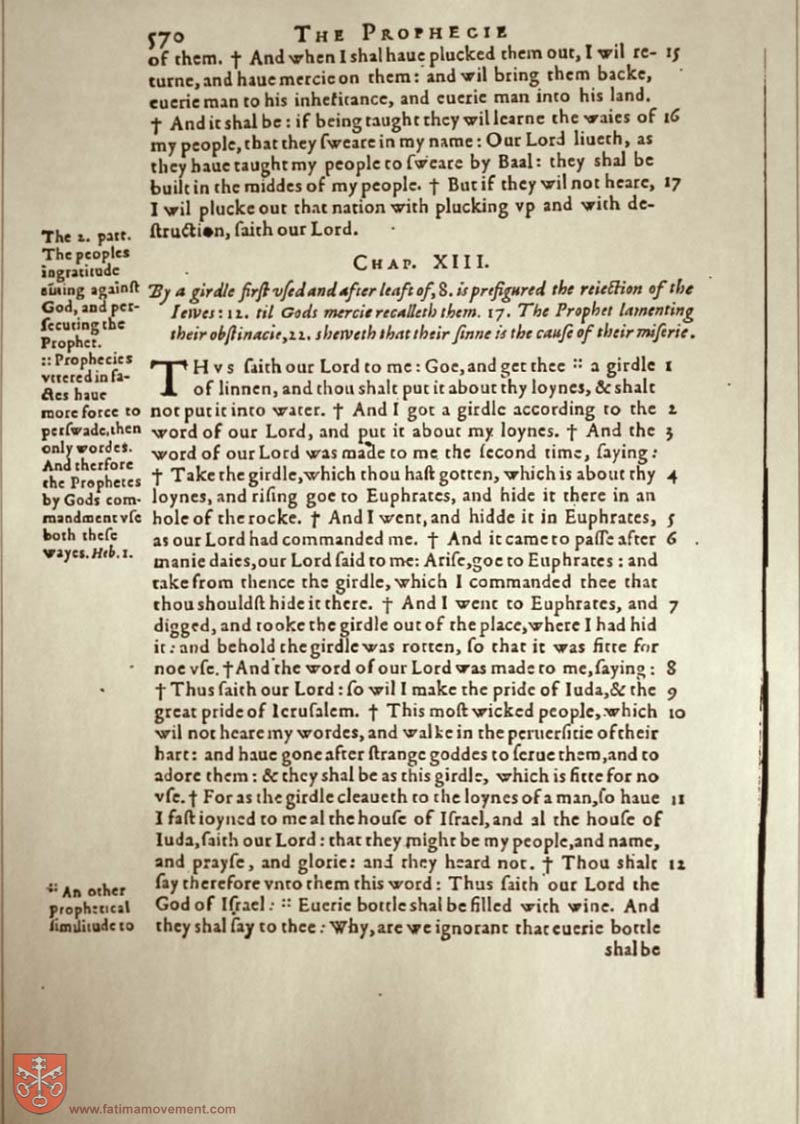 570 THE PROPHECIE
of them. † And when I shal haue plucked them out, I wil re- 15
turne, and haue mercie on them: and wil bring them backe,
euerie man to his inheritance, and euerie man into his land.
† And it shal be: if being taught they wil learne the waies of 16
my people, that they ſweare in my name: Our Lord liueth, as
they haue taught my people to ſweare by Baal: they shal be
built in the middes of my people. † But if they wil not heare, 17
I wil plucke out that nation with plucking vp and with de-
ſtruction, ſaith our Lord.
The 2. part.
The peoples
ingratitude
againſt
God, and per-
ſecuting the
Prophet.
:: Prophecies
vttered in fa-
ctes haue
more force to
perſwade, then
only wordes.
And therfore
the Prophetes
by Gods com-
mandment vſe
both theſe
wayes. Heb. 1.
CHAP. XIII.
By a girdle firſt vſed and after leaft of, 8. is prefigured the reiection of the
Iewes: 12. til Gods mercie recalleth them. 17. The Prophet lamenting
their obſtinacie, 22. sheweth that their ſinne is the cauſe of their miſerie.
THVS ſaith our Lord to me: Goe, and get thee :: a girdle 1
of linnen, and thou shalt put it about thy loynes, & shalt
not put it into water. † And I got a girdle according to the 2
word of our Lord, and put it about my loynes. † And the 3
word of our Lord was made to me the ſecond time, ſaying:
† Take the girdle, which thou haſt gotten, which is about thy 4
loynes, and riſing goe to Euphrates, and hide it there in an
hole of the rocke. † And I went, and hidde it in Euphrates, 5
as our Lord had commanded me. † And it came to paſſe after 6
manie daies, our Lord ſaid to me: Ariſe, goe to Euphrates: and
take from thence the girdle, which I commanded thee that
thou shouldſt hide it there. † And I went to Euphrates, and 7
digged, and tooke the girdle out of the place, where I had hid
it: and behold the girdle was rotten, ſo that it was fitte for
noe vſe. † And the word of our Lord was made to me, ſaying: 8
† Thus ſaith our Lord: ſo wil I make the pride of Iuda, & the 9
great pride of Ieruſalem. † This moſt wicked people, which 10
wil not heare my wordes, and walke in the peruerſitie of their
hart: and haue gone after ſtrange goddes to ſerue them, and to
adore them: & they shal be as this girdle, which is fitte for no
vſe. † For as the girdle cleaueth to the loynes of a man, ſo haue 11
I faſt ioyned to me al the houſe of Iſrael, and al the houſe of
Iuda, ſaith our Lord: that they might be my people, and name,
and prayſe, and glorie: and they heard not. † Thou shalt 12
ſay therefore vnto them this word: Thus ſaith our Lord the
God of Iſrael: :: Euerie bottle shal be filled with wine. And
they shal ſay to thee: Why, are we ignorant that euerie bottle
shal be
:: An other
prophetical
ſimilitude to
www.fatimamovement.com